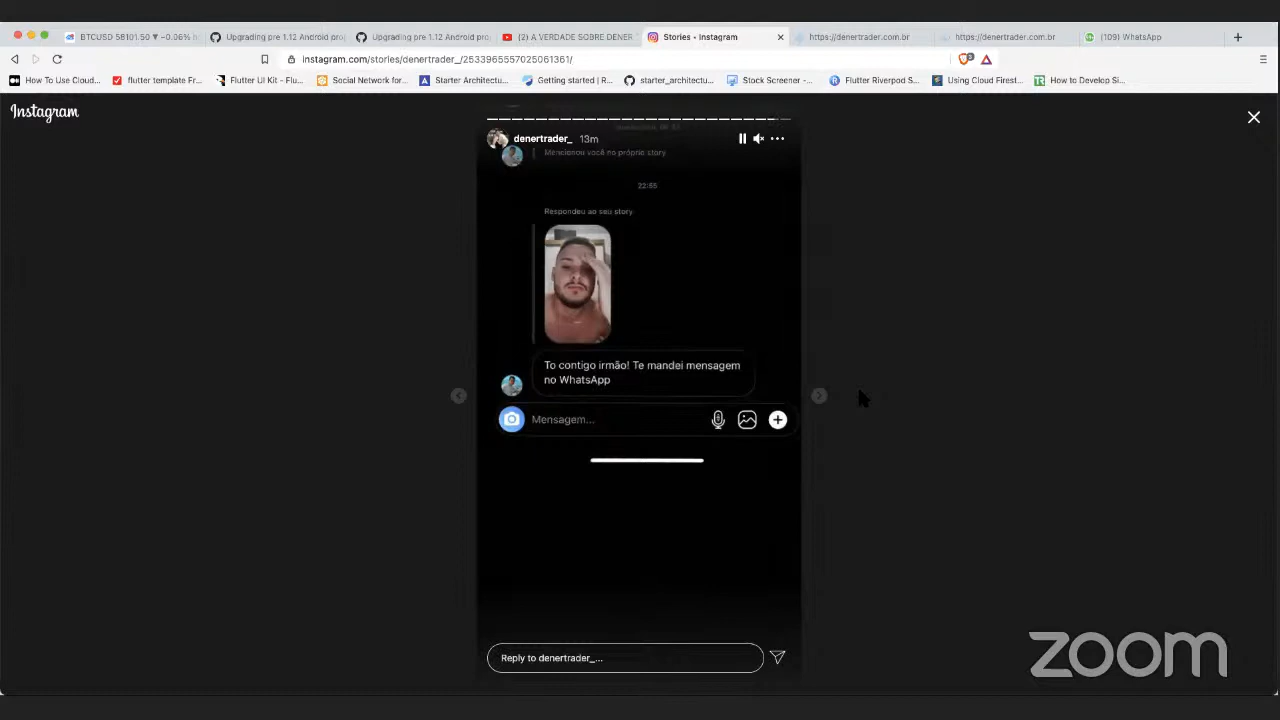 BTCUSD 58101.50 ▼ −0.06%
Upgrading pre 1.12 Android proj
Upgrading pre 1.12 Android pro
(2) A VERDADE SOBRE DENER
Stories • Instagram
https://denertrader.com.br
https://denertrader.com.br
(109) WhatsApp
instagram.com/stories/denertrader_/2533965557025061361/
How To Use Cloud...
flutter template Fr...
Flutter UI Kit - Flu...
Social Network for...
Starter Architectu...
Getting started | R...
starter_architectu...
Stock Screener -...
Flutter Riverpod S...
Using Cloud Firest...
How to Develop Si...
Instagram
denertrader_ 13m
Mencionou você no próprio story
Respondeu ao seu story
To contigo irmão! Te mandei mensagem
no WhatsApp
Mensagem...
Reply to denertrader_...
zoom